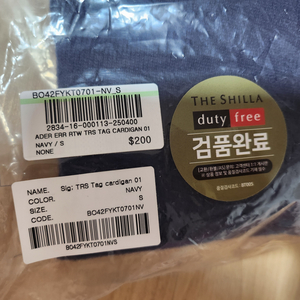 BO42FYKT0701-NV_S
2834-16-000113-250400
ADER ERR RTW TRS TAG CARDIGAN 01
NAVY / S
$200
NONE
THE SHILLA
duty free
검품완료
NAME. Sig; TRS Tag cardigan 01
COLOR. NAVY
SIZE. S
CODE. BO42FYKT0701NV
BO42FYKT0701NVS